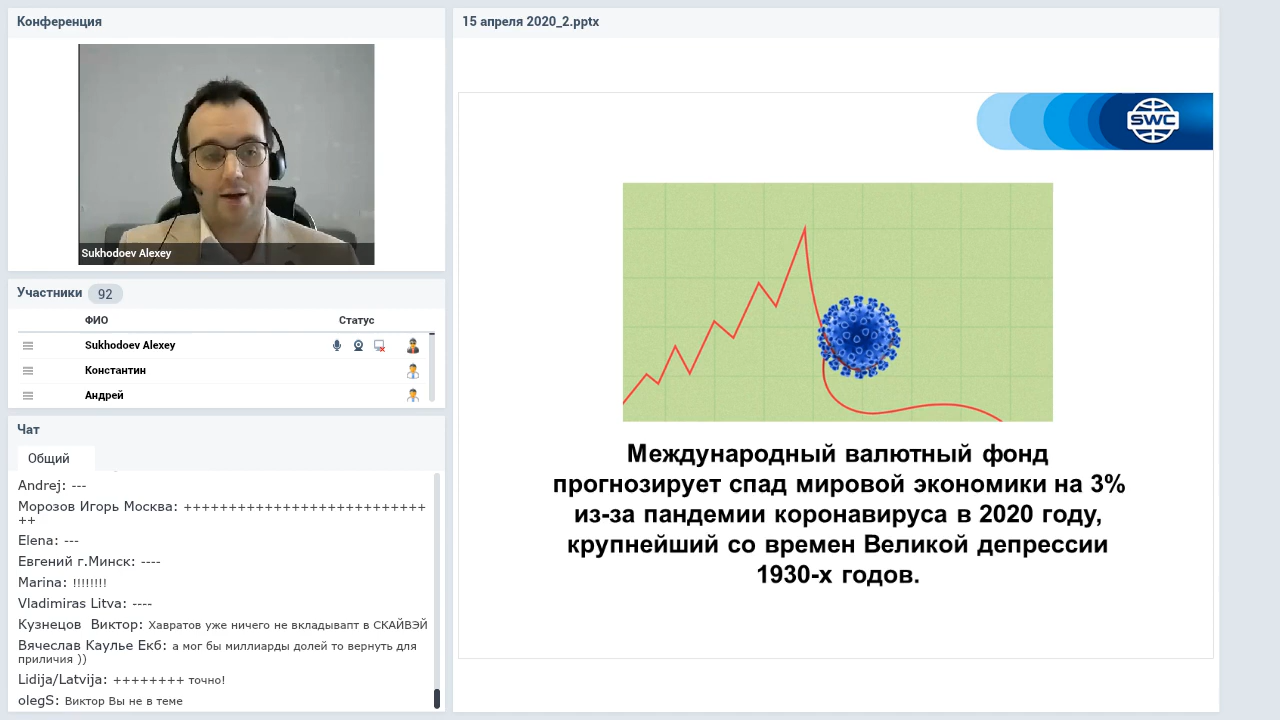 Конференция
Sukhodoev Alexey
Участники 92
ФИО Статус
Sukhodoev Alexey
Константин
Андрей
Чат
Общий
Andrej: ---
Морозов Игорь Москва: +++++++++++++++++++++++++++
++
Elena: ---
Евгений г.Минск: ----
Marina: !!!!!!!!
Vladimiras Litva: ----
Кузнецов Виктор: Хавратов уже ничего не вкладывапт в СКАЙВЭЙ
Вячеслав Каулье Екб: а мог бы миллиарды долей то вернуть для
приличия ))
Lidija/Latvija: ++++++++ точно!
olegS: Виктор Вы не в теме
15 апреля 2020_2.pptx
SWC
Международный валютный фонд
прогнозирует спад мировой экономики на 3%
из-за пандемии коронавируса в 2020 году,
крупнейший со времен Великой депрессии
1930-х годов.